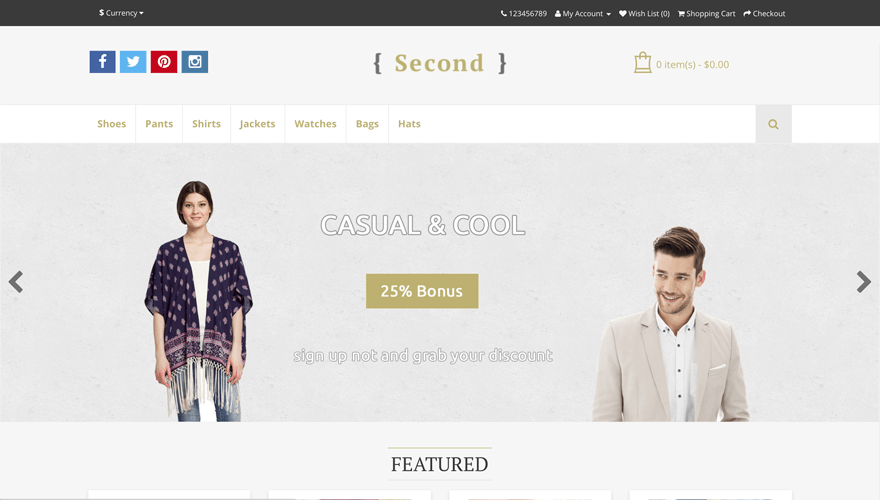 $ Currency
123456789 My Account Wish List (0) Shopping Cart Checkout
{ Second }
0 item(s) - $0.00
Shoes Pants Shirts Jackets Watches Bags Hats
CASUAL & COOL
25% Bonus
sign up not and grab your discount
FEATURED